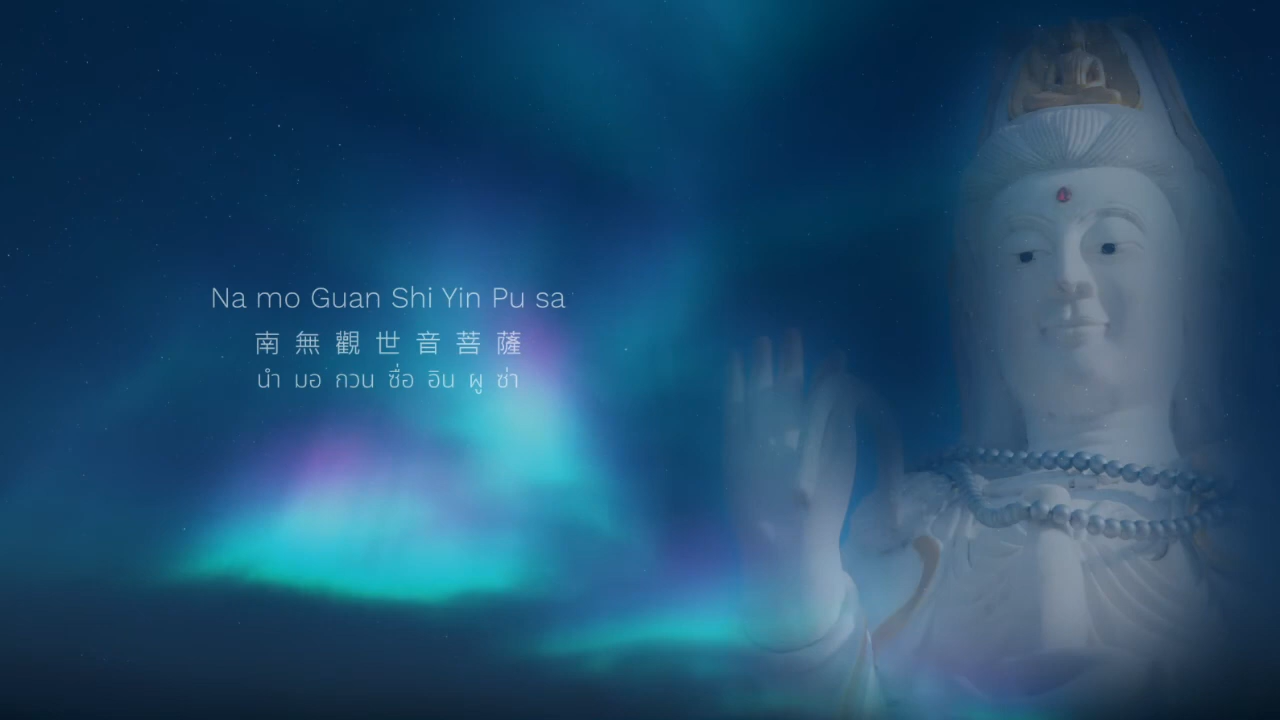 Na mo Guan Shi Yin Pu sa
南 無 觀 世 音 菩 薩
นำ มอ กวน ซื่อ อิน ผู ซ่า